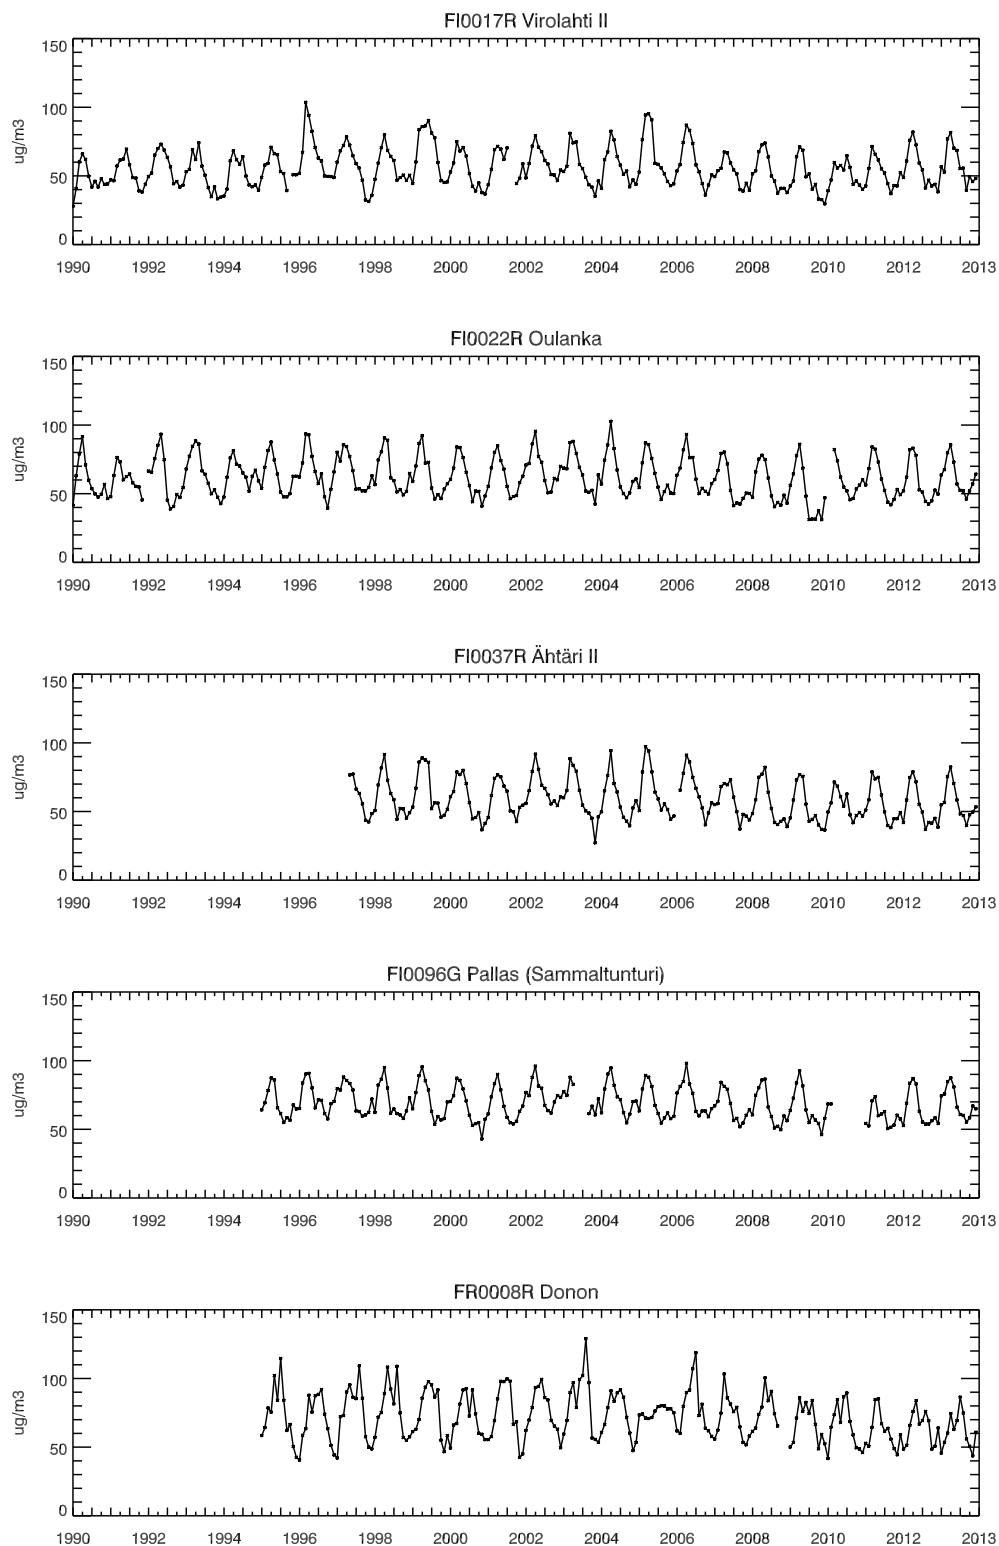 FI0017R Virolahti II
150
100
50
0
ug/m3
1990 1992 1994 1996 1998 2000 2002 2004 2006 2008 2010 2012 2013
FI0022R Oulanka
150
100
50
0
ug/m3
1990 1992 1994 1996 1998 2000 2002 2004 2006 2008 2010 2012 2013
FI0037R Ähtäri II
150
100
50
0
ug/m3
1990 1992 1994 1996 1998 2000 2002 2004 2006 2008 2010 2012 2013
FI0096G Pallas (Sammaltunturi)
150
100
50
0
ug/m3
1990 1992 1994 1996 1998 2000 2002 2004 2006 2008 2010 2012 2013
FR0008R Donon
150
100
50
0
ug/m3
1990 1992 1994 1996 1998 2000 2002 2004 2006 2008 2010 2012 2013